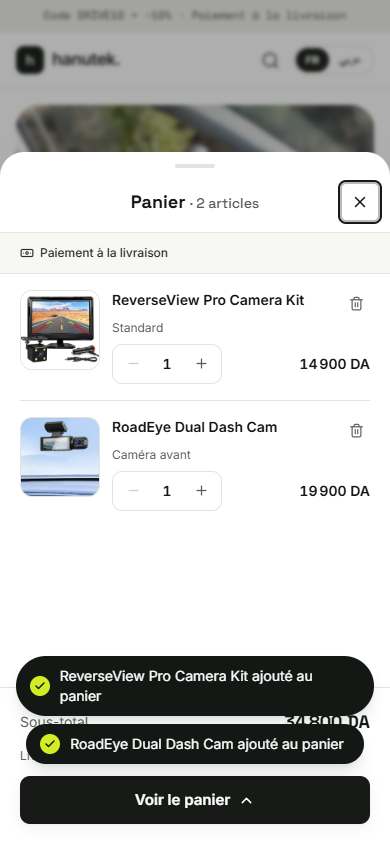 Code DRIVE10 = -10% · Paiement à la livraison
h hanutek. FR عربي
Panier · 2 articles
Paiement à la livraison
ReverseView Pro Camera Kit
Standard
1 14 900 DA
RoadEye Dual Dash Cam
Caméra avant
1 19 900 DA
ReverseView Pro Camera Kit ajouté au
panier
Sous-total 34 800 DA
RoadEye Dual Dash Cam ajouté au panier
Voir le panier